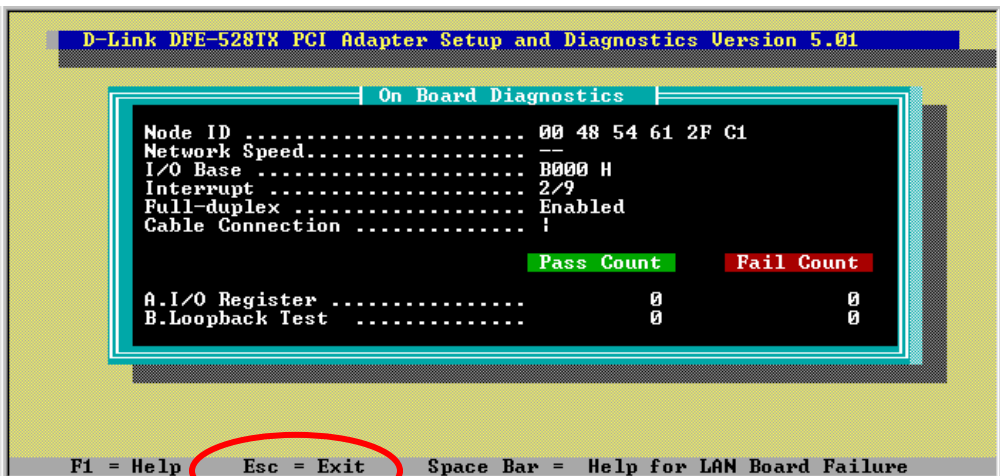 D-Link DFE-528TX PCI Adapter Setup and Diagnostics Version 5.01
On Board Diagnostics
Node ID ....................... 00 48 54 61 2F C1
Network Speed.................. --
I/O Base ...................... B000 H
Interrupt ..................... 2/9
Full-duplex ................... Enabled
Cable Connection .............. ¦
Pass Count Fail Count
A.I/O Register ................ 0 0
B.Loopback Test .............. 0 0
F1 = Help Esc = Exit Space Bar = Help for LAN Board Failure